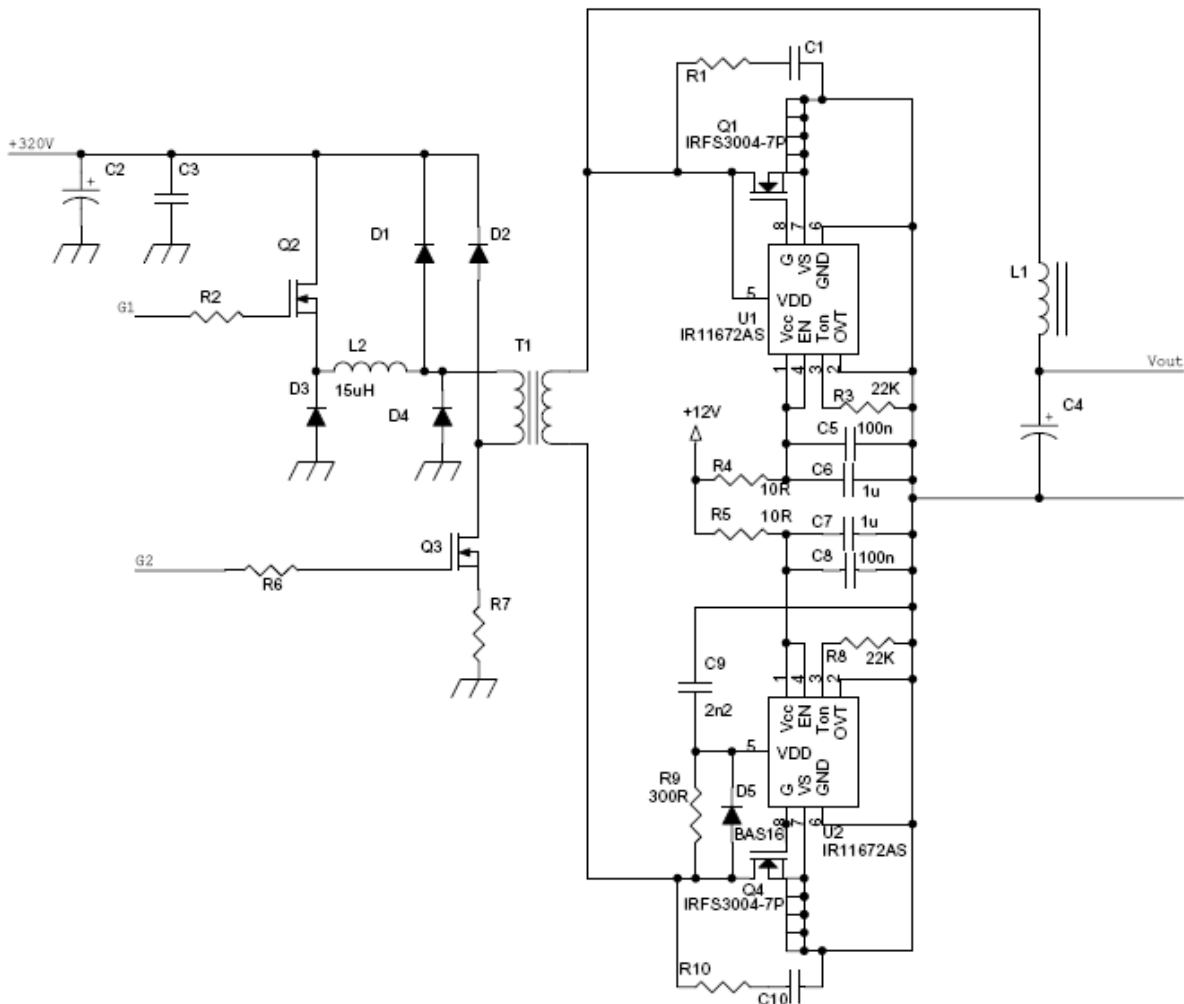 C1
R1
Q1
IRFS3004-7P
+320V
C2
+
C3
D1
D2
Q2
8
7
6
G
VS
GND
L1
G1
R2
5
VDD
U1
IR11672AS
Vcc
EN
Ton
OVT
L2
T1
Vout
15uH
1
4
3
2
D3
D4
22K
R3
+12V
C5
100n
C4
+
R4
C6
10R
1u
R5
10R
C7
1u
Q3
C8
100n
G2
R6
R7
R8
22K
C9
1
4
3
2
2n2
Vcc
EN
Ton
OVT
5
VDD
R9
300R
D5
G
VS
GND
BAS16
8
7
6
U2
IR11672AS
Q4
IRFS3004-7P
R10
C10